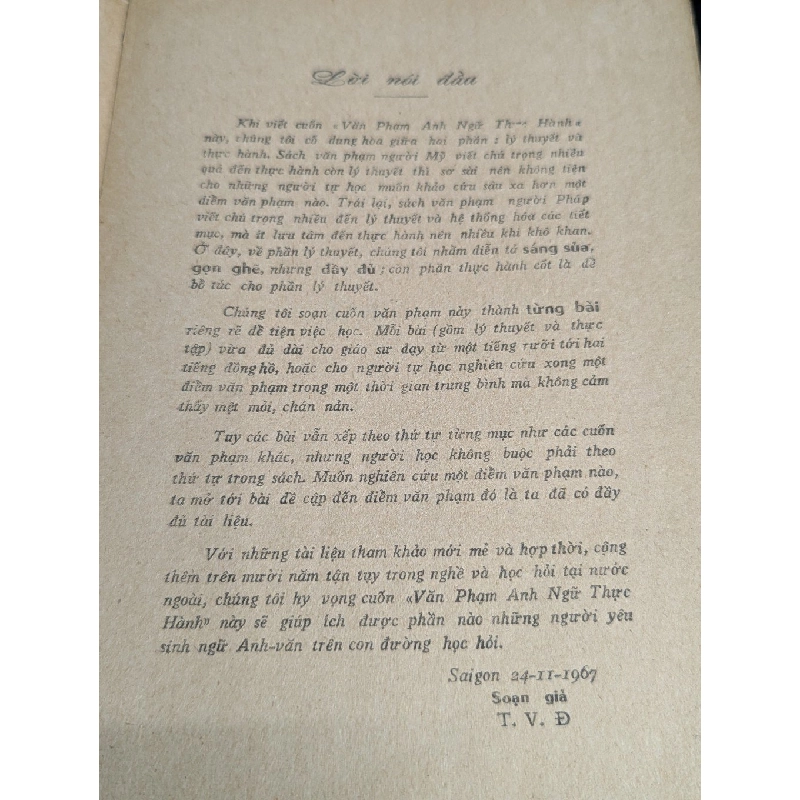 Lời nói đầu
Khi viết cuốn «Văn Phạm Anh Ngữ Thực Hành«
này, chúng tôi cố dung hòa giữa hai phần : lý thuyết và
thực hành. Sách văn phạm người Mỹ viết chú trọng nhiều
quá đến thực hành còn lý thuyết thì sơ sài nên không tiện
cho những người tự học muốn khảo cứu sâu xa hơn một
điểm văn phạm nào. Trái lại, sách văn phạm người Pháp
viết chú trọng nhiều đến lý thuyết và hệ thống hóa các tiết
mục, mà ít lưu tâm đến thực hành nên nhiều khi khô khan.
Ở đây, về phần lý thuyết, chúng tôi nhằm diễn tả sáng sủa,
gọn ghẽ, nhưng đầy đủ ; còn phần thực hành cốt là để
bổ túc cho phần lý thuyết.
Chúng tôi soạn cuốn văn phạm này thành từng bài
riêng rẽ để tiện việc học. Mỗi bài (gồm lý thuyết và thực
tập) vừa đủ dài cho giáo sư dạy từ một tiếng rưỡi tới hai
tiếng đồng hồ, hoặc cho người tự học nghiên cứu xong một
điểm văn phạm trong một thời gian trung bình mà không cảm
thấy mệt mỏi, chán nản.
Tuy các bài vẫn xếp theo thứ tự từng mục như các cuốn
văn phạm khác, nhưng người học không buộc phải theo
thứ tự trong sách. Muốn nghiên cứu một điểm văn phạm nào,
ta mở tới bài đề cập đến điểm văn phạm đó là ta đã có đầy
đủ tài liệu.
Với những tài liệu tham khảo mới mẻ và hợp thời, cộng
thêm trên mười năm tận tụy trong nghề và học hỏi tại nước
ngoài, chúng tôi hy vọng cuốn «Văn Phạm Anh Ngữ Thực
Hành» này sẽ giúp ích được phần nào những người yêu
sinh ngữ Anh-văn trên con đường học hỏi.
Saigon 24-11-1967
Soạn giả
T. V. Đ